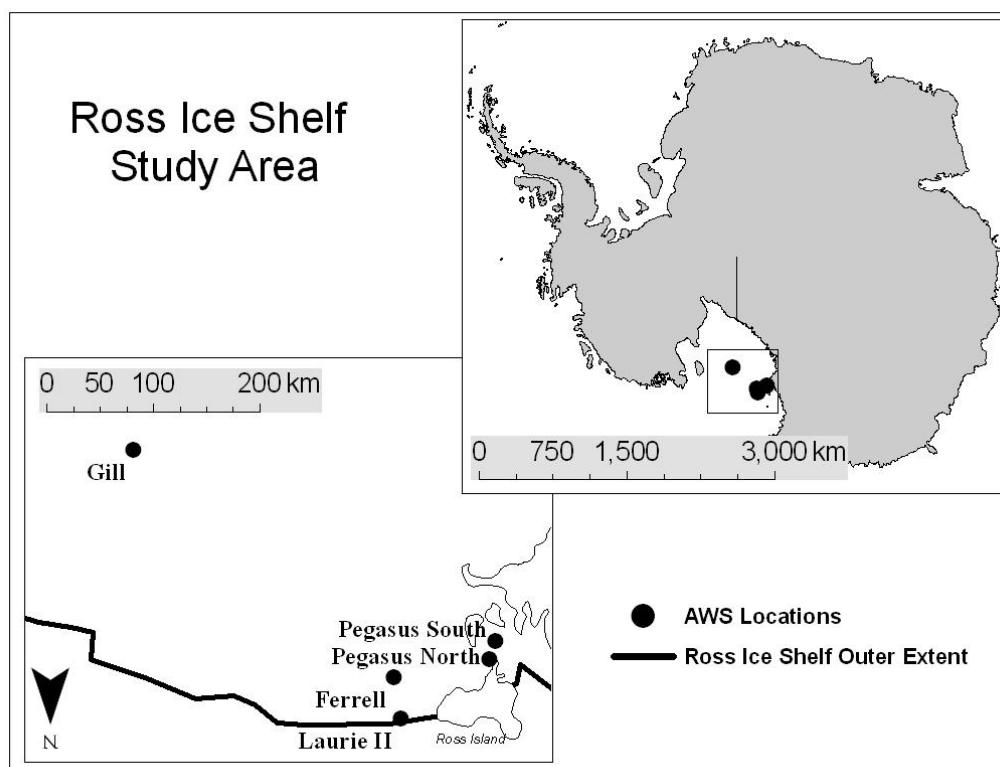 Ross Ice Shelf
Study Area
0 750 1,500 3,000 km
0 50 100 200 km
Gill
Pegasus South
Pegasus North
Ferrell
Laurie II
Ross Island
N
AWS Locations
Ross Ice Shelf Outer Extent